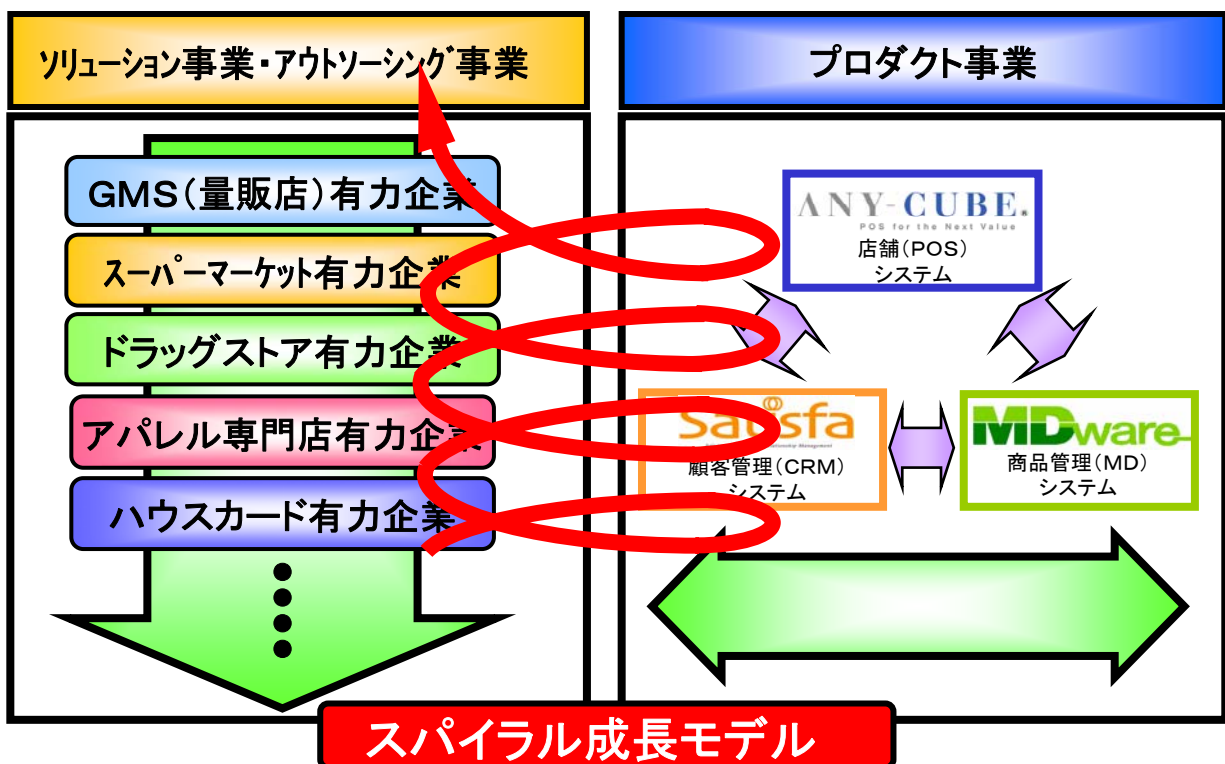 ソリューション事業・アウトソーシング事業
プロダクト事業
GMS(量販店)有力企業
スーパーマーケット有力企業
ドラッグストア有力企業
アパレル専門店有力企業
ハウスカード有力企業
ANY-CUBE®
POS for the Next Value
店舗(POS)
システム
Satisfa
Relationship Management
顧客管理(CRM)
システム
MDware
商品管理(MD)
システム
スパイラル成長モデル